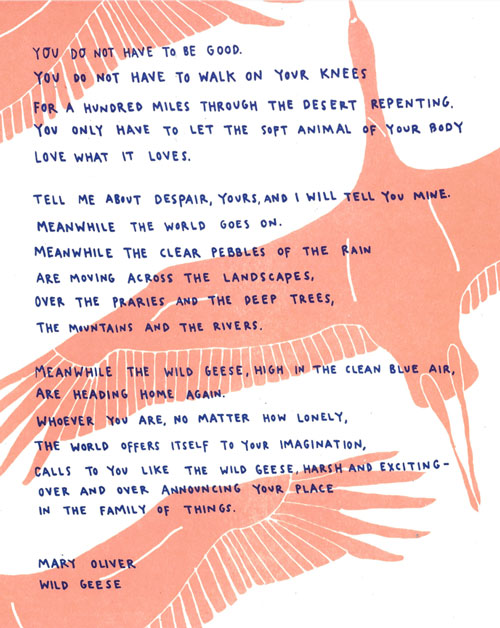 YOU DO NOT HAVE TO BE GOOD.
YOU DO NOT HAVE TO WALK ON YOUR KNEES
FOR A HUNDRED MILES THROUGH THE DESERT REPENTING.
YOU ONLY HAVE TO LET THE SOFT ANIMAL OF YOUR BODY
LOVE WHAT IT LOVES.
TELL ME ABOUT DESPAIR, YOURS, AND I WILL TELL YOU MINE.
MEANWHILE THE WORLD GOES ON.
MEANWHILE THE CLEAR PEBBLES OF THE RAIN
ARE MOVING ACROSS THE LANDSCAPES,
OVER THE PRARIES AND THE DEEP TREES,
THE MOUNTAINS AND THE RIVERS.
MEANWHILE THE WILD GEESE, HIGH IN THE CLEAN BLUE AIR,
ARE HEADING HOME AGAIN.
WHOEVER YOU ARE, NO MATTER HOW LONELY,
THE WORLD OFFERS ITSELF TO YOUR IMAGINATION,
CALLS TO YOU LIKE THE WILD GEESE, HARSH AND EXCITING-
OVER AND OVER ANNOUNCING YOUR PLACE
IN THE FAMILY OF THINGS.
MARY OLIVER
WILD GEESE